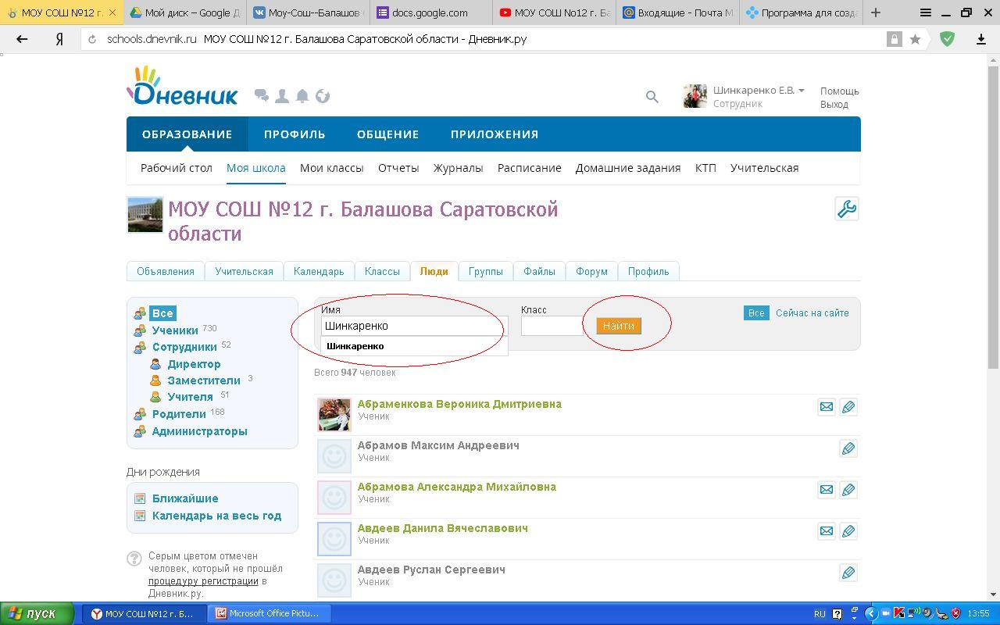 МОУ СОШ №12 г.
Мой диск – Google Д
Моу-Сош--Балашов
docs.google.com
МОУ СОШ No12 г. Ба
Входящие - Почта М
Программа для созда
Я schools.dnevnik.ru МОУ СОШ №12 г. Балашова Саратовской области - Дневник.ру
Дневник
Шинкаренко Е.В.
Сотрудник
Помощь
Выход
ОБРАЗОВАНИЕ ПРОФИЛЬ ОБЩЕНИЕ ПРИЛОЖЕНИЯ
Рабочий стол Моя школа Мои классы Отчеты Журналы Расписание Домашние задания КТП Учительская
МОУ СОШ №12 г. Балашова Саратовской
области
Объявления Учительская Календарь Классы Люди Группы Файлы Форум Профиль
Все
Ученики 730
Сотрудники 52
Директор
Заместители 3
Учителя 51
Родители 168
Администраторы
Дни рождения
Ближайшие
Календарь на весь год
Серым цветом отмечен
человек, который не прошёл
процедуру регистрации в
Дневник.ру.
Имя
Класс
Шинкаренко
Найти
Шинкаренко
Все Сейчас на сайте
Всего 947 человек
Абраменкова Вероника Дмитриевна
Ученик
Абрамов Максим Андреевич
Ученик
Абрамова Александра Михайловна
Ученик
Авдеев Данила Вячеславович
Ученик
Авдеев Руслан Сергеевич
Ученик
пуск
МОУ СОШ №12 г. Б...
Microsoft Office Pictu...
RU
13:55